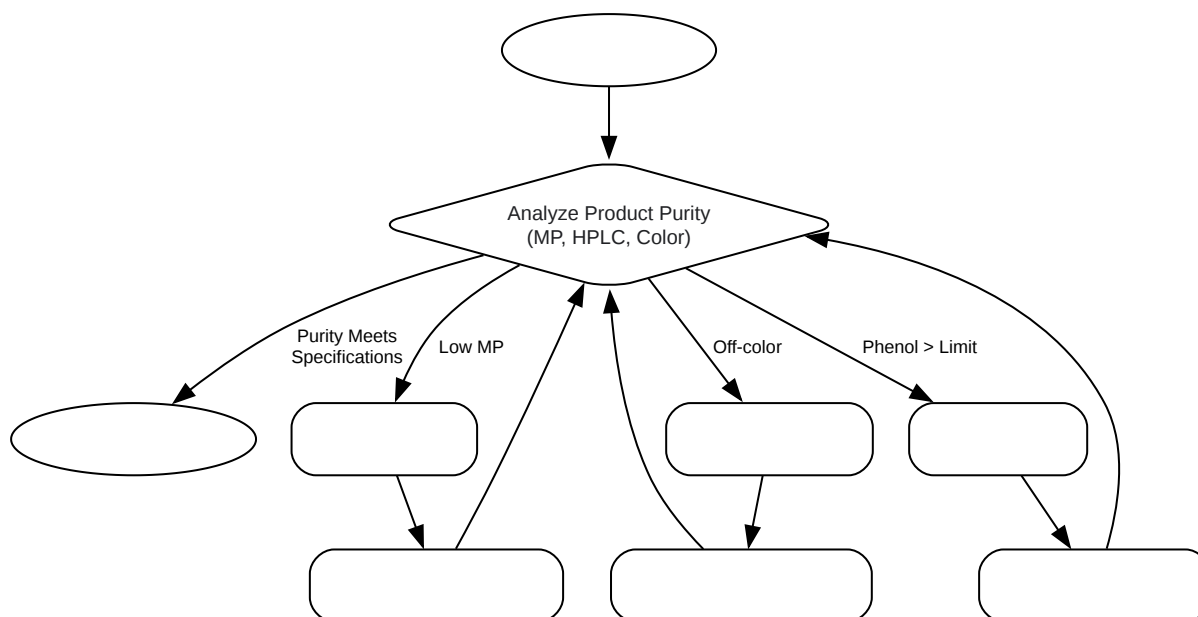 Analyze Product Purity
(MP, HPLC, Color)
Purity Meets
Specifications
Low MP
Off-color
Phenol > Limit